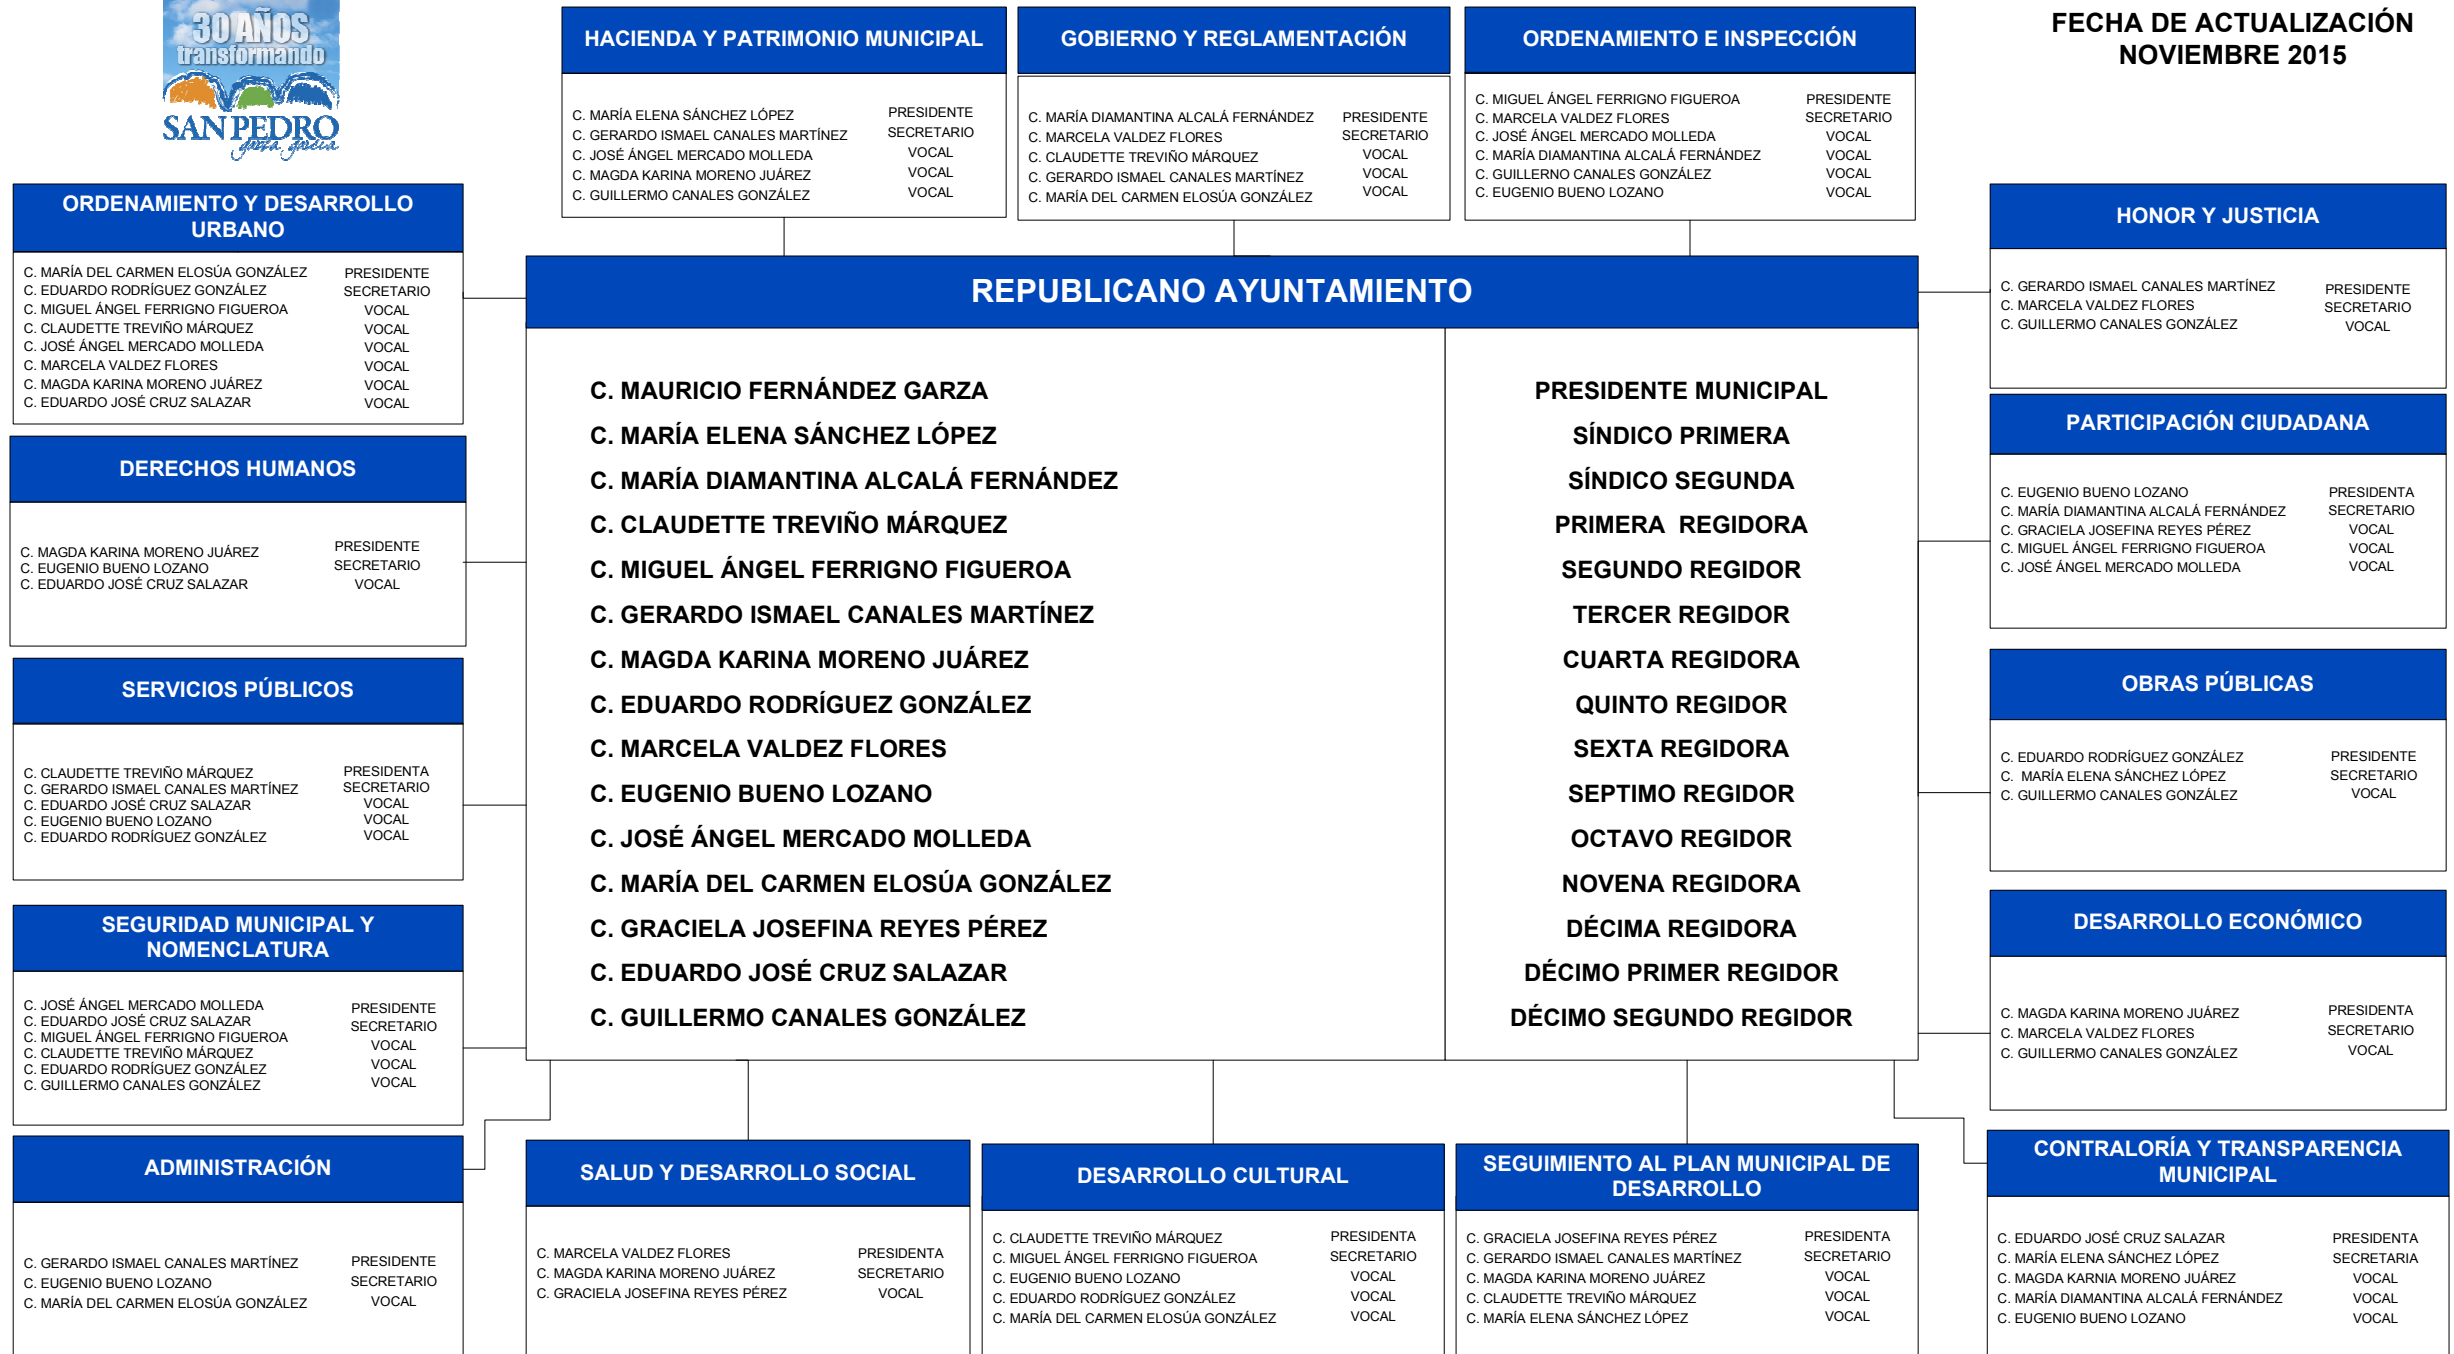 30 AÑOS
transformando
SAN PEDRO
garza garcía
FECHA DE ACTUALIZACIÓN
NOVIEMBRE 2015
HACIENDA Y PATRIMONIO MUNICIPAL
C. MARÍA ELENA SÁNCHEZ LÓPEZ PRESIDENTE
C. GERARDO ISMAEL CANALES MARTÍNEZ SECRETARIO
C. JOSÉ ÁNGEL MERCADO MOLLEDA VOCAL
C. MAGDA KARINA MORENO JUÁREZ VOCAL
C. GUILLERMO CANALES GONZÁLEZ VOCAL
GOBIERNO Y REGLAMENTACIÓN
C. MARÍA DIAMANTINA ALCALÁ FERNÁNDEZ PRESIDENTE
C. MARCELA VALDEZ FLORES SECRETARIO
C. CLAUDETTE TREVIÑO MÁRQUEZ VOCAL
C. GERARDO ISMAEL CANALES MARTÍNEZ VOCAL
C. MARÍA DEL CARMEN ELOSÚA GONZÁLEZ VOCAL
ORDENAMIENTO E INSPECCIÓN
C. MIGUEL ÁNGEL FERRIGNO FIGUEROA PRESIDENTE
C. MARCELA VALDEZ FLORES SECRETARIO
C. JOSÉ ÁNGEL MERCADO MOLLEDA VOCAL
C. MARÍA DIAMANTINA ALCALÁ FERNÁNDEZ VOCAL
C. GUILLERNO CANALES GONZÁLEZ VOCAL
C. EUGENIO BUENO LOZANO VOCAL
ORDENAMIENTO Y DESARROLLO
URBANO
C. MARÍA DEL CARMEN ELOSÚA GONZÁLEZ PRESIDENTE
C. EDUARDO RODRÍGUEZ GONZÁLEZ SECRETARIO
C. MIGUEL ÁNGEL FERRIGNO FIGUEROA VOCAL
C. CLAUDETTE TREVIÑO MÁRQUEZ VOCAL
C. JOSÉ ÁNGEL MERCADO MOLLEDA VOCAL
C. MARCELA VALDEZ FLORES VOCAL
C. MAGDA KARINA MORENO JUÁREZ VOCAL
C. EDUARDO JOSÉ CRUZ SALAZAR VOCAL
DERECHOS HUMANOS
C. MAGDA KARINA MORENO JUÁREZ PRESIDENTE
C. EUGENIO BUENO LOZANO SECRETARIO
C. EDUARDO JOSÉ CRUZ SALAZAR VOCAL
SERVICIOS PÚBLICOS
C. CLAUDETTE TREVIÑO MÁRQUEZ PRESIDENTA
C. GERARDO ISMAEL CANALES MARTÍNEZ SECRETARIO
C. EDUARDO JOSÉ CRUZ SALAZAR VOCAL
C. EUGENIO BUENO LOZANO VOCAL
C. EDUARDO RODRÍGUEZ GONZÁLEZ VOCAL
SEGURIDAD MUNICIPAL Y
NOMENCLATURA
C. JOSÉ ÁNGEL MERCADO MOLLEDA PRESIDENTE
C. EDUARDO JOSÉ CRUZ SALAZAR SECRETARIO
C. MIGUEL ÁNGEL FERRIGNO FIGUEROA VOCAL
C. CLAUDETTE TREVIÑO MÁRQUEZ VOCAL
C. EDUARDO RODRÍGUEZ GONZÁLEZ VOCAL
C. GUILLERMO CANALES GONZÁLEZ
REPUBLICANO AYUNTAMIENTO
C. MAURICIO FERNÁNDEZ GARZA PRESIDENTE MUNICIPAL
C. MARÍA ELENA SÁNCHEZ LÓPEZ SÍNDICO PRIMERA
C. MARÍA DIAMANTINA ALCALÁ FERNÁNDEZ SÍNDICO SEGUNDA
C. CLAUDETTE TREVIÑO MÁRQUEZ PRIMERA REGIDORA
C. MIGUEL ÁNGEL FERRIGNO FIGUEROA SEGUNDO REGIDOR
C. GERARDO ISMAEL CANALES MARTÍNEZ TERCER REGIDOR
C. MAGDA KARINA MORENO JUÁREZ CUARTA REGIDORA
C. EDUARDO RODRÍGUEZ GONZÁLEZ QUINTO REGIDOR
C. MARCELA VALDEZ FLORES SEXTA REGIDORA
C. EUGENIO BUENO LOZANO SEPTIMO REGIDOR
C. JOSÉ ÁNGEL MERCADO MOLLEDA OCTAVO REGIDOR
C. MARÍA DEL CARMEN ELOSÚA GONZÁLEZ NOVENA REGIDORA
C. GRACIELA JOSEFINA REYES PÉREZ DÉCIMA REGIDORA
C. EDUARDO JOSÉ CRUZ SALAZAR DÉCIMO PRIMER REGIDOR
C. GUILLERMO CANALES GONZÁLEZ DÉCIMO SEGUNDO REGIDOR
HONOR Y JUSTICIA
C. GERARDO ISMAEL CANALES MARTÍNEZ PRESIDENTE
C. MARCELA VALDEZ FLORES SECRETARIO
C. GUILLERMO CANALES GONZÁLEZ VOCAL
PARTICIPACIÓN CIUDADANA
C. EUGENIO BUENO LOZANO PRESIDENTA
C. MARÍA DIAMANTINA ALCALÁ FERNÁNDEZ SECRETARIO
C. GRACIELA JOSEFINA REYES PÉREZ VOCAL
C. MIGUEL ÁNGEL FERRIGNO FIGUEROA VOCAL
C. JOSÉ ÁNGEL MERCADO MOLLEDA VOCAL
OBRAS PÚBLICAS
C. EDUARDO RODRÍGUEZ GONZÁLEZ PRESIDENTE
C. MARÍA ELENA SÁNCHEZ LÓPEZ SECRETARIO
C. GUILLERMO CANALES GONZÁLEZ VOCAL
DESARROLLO ECONÓMICO
C. MAGDA KARINA MORENO JUÁREZ PRESIDENTA
C. MARCELA VALDEZ FLORES SECRETARIO
C. GUILLERMO CANALES GONZÁLEZ VOCAL
ADMINISTRACIÓN
C. GERARDO ISMAEL CANALES MARTÍNEZ PRESIDENTE
C. EUGENIO BUENO LOZANO SECRETARIO
C. MARÍA DEL CARMEN ELOSÚA GONZÁLEZ VOCAL
SALUD Y DESARROLLO SOCIAL
C. MARCELA VALDEZ FLORES PRESIDENTA
C. MAGDA KARINA MORENO JUÁREZ SECRETARIO
C. GRACIELA JOSEFINA REYES PÉREZ VOCAL
DESARROLLO CULTURAL
C. CLAUDETTE TREVIÑO MÁRQUEZ PRESIDENTA
C. MIGUEL ÁNGEL FERRIGNO FIGUEROA SECRETARIO
C. EUGENIO BUENO LOZANO VOCAL
C. EDUARDO RODRÍGUEZ GONZÁLEZ VOCAL
C. MARÍA DEL CARMEN ELOSÚA GONZÁLEZ VOCAL
SEGUIMIENTO AL PLAN MUNICIPAL DE
DESARROLLO
C. GRACIELA JOSEFINA REYES PÉREZ PRESIDENTA
C. GERARDO ISMAEL CANALES MARTÍNEZ SECRETARIO
C. MAGDA KARINA MORENO JUÁREZ VOCAL
C. CLAUDETTE TREVIÑO MÁRQUEZ VOCAL
C. MARÍA ELENA SÁNCHEZ LÓPEZ VOCAL
CONTRALORÍA Y TRANSPARENCIA
MUNICIPAL
C. EDUARDO JOSÉ CRUZ SALAZAR PRESIDENTA
C. MARÍA ELENA SÁNCHEZ LÓPEZ SECRETARIA
C. MAGDA KARNIA MORENO JUÁREZ VOCAL
C. MARÍA DIAMANTINA ALCALÁ FERNÁNDEZ VOCAL
C. EUGENIO BUENO LOZANO VOCAL